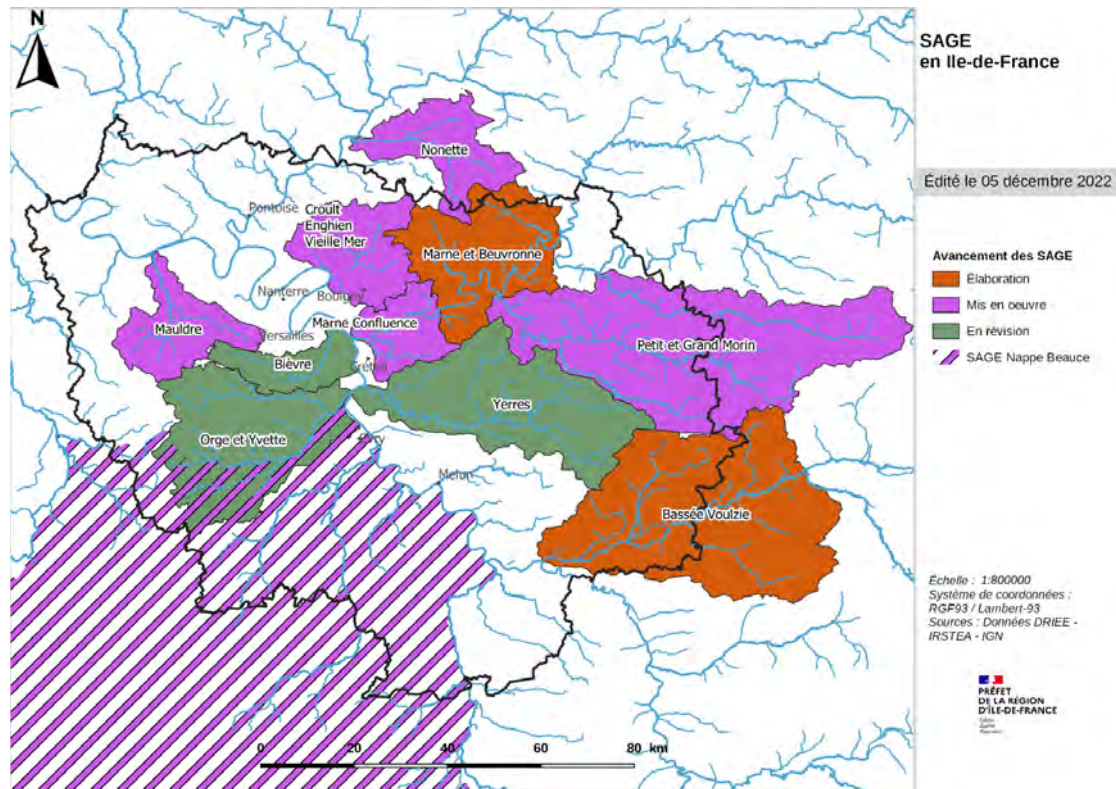 N
SAGE
en Ile-de-France
Édité le 05 décembre 2022
Nonette
Pontoise
Croult
Enghien
Vieille Mer
Marne et Beuvronne
Nanterre
Bobigny
Mauldre
Versailles
Marne Confluence
Petit et Grand Morin
Bièvre
Créteil
Yerres
Orge et Yvette
Evry
Melun
Bassée Voulzie
Avancement des SAGE
Élaboration
Mis en oeuvre
En révision
SAGE Nappe Beauce
Échelle : 1:800000
Système de coordonnées :
RGF93 / Lambert-93
Sources : Données DRIEE -
IRSTEA - IGN
PRÉFET
DE LA RÉGION
D'ÎLE-DE-FRANCE
0 20 40 60 80 km